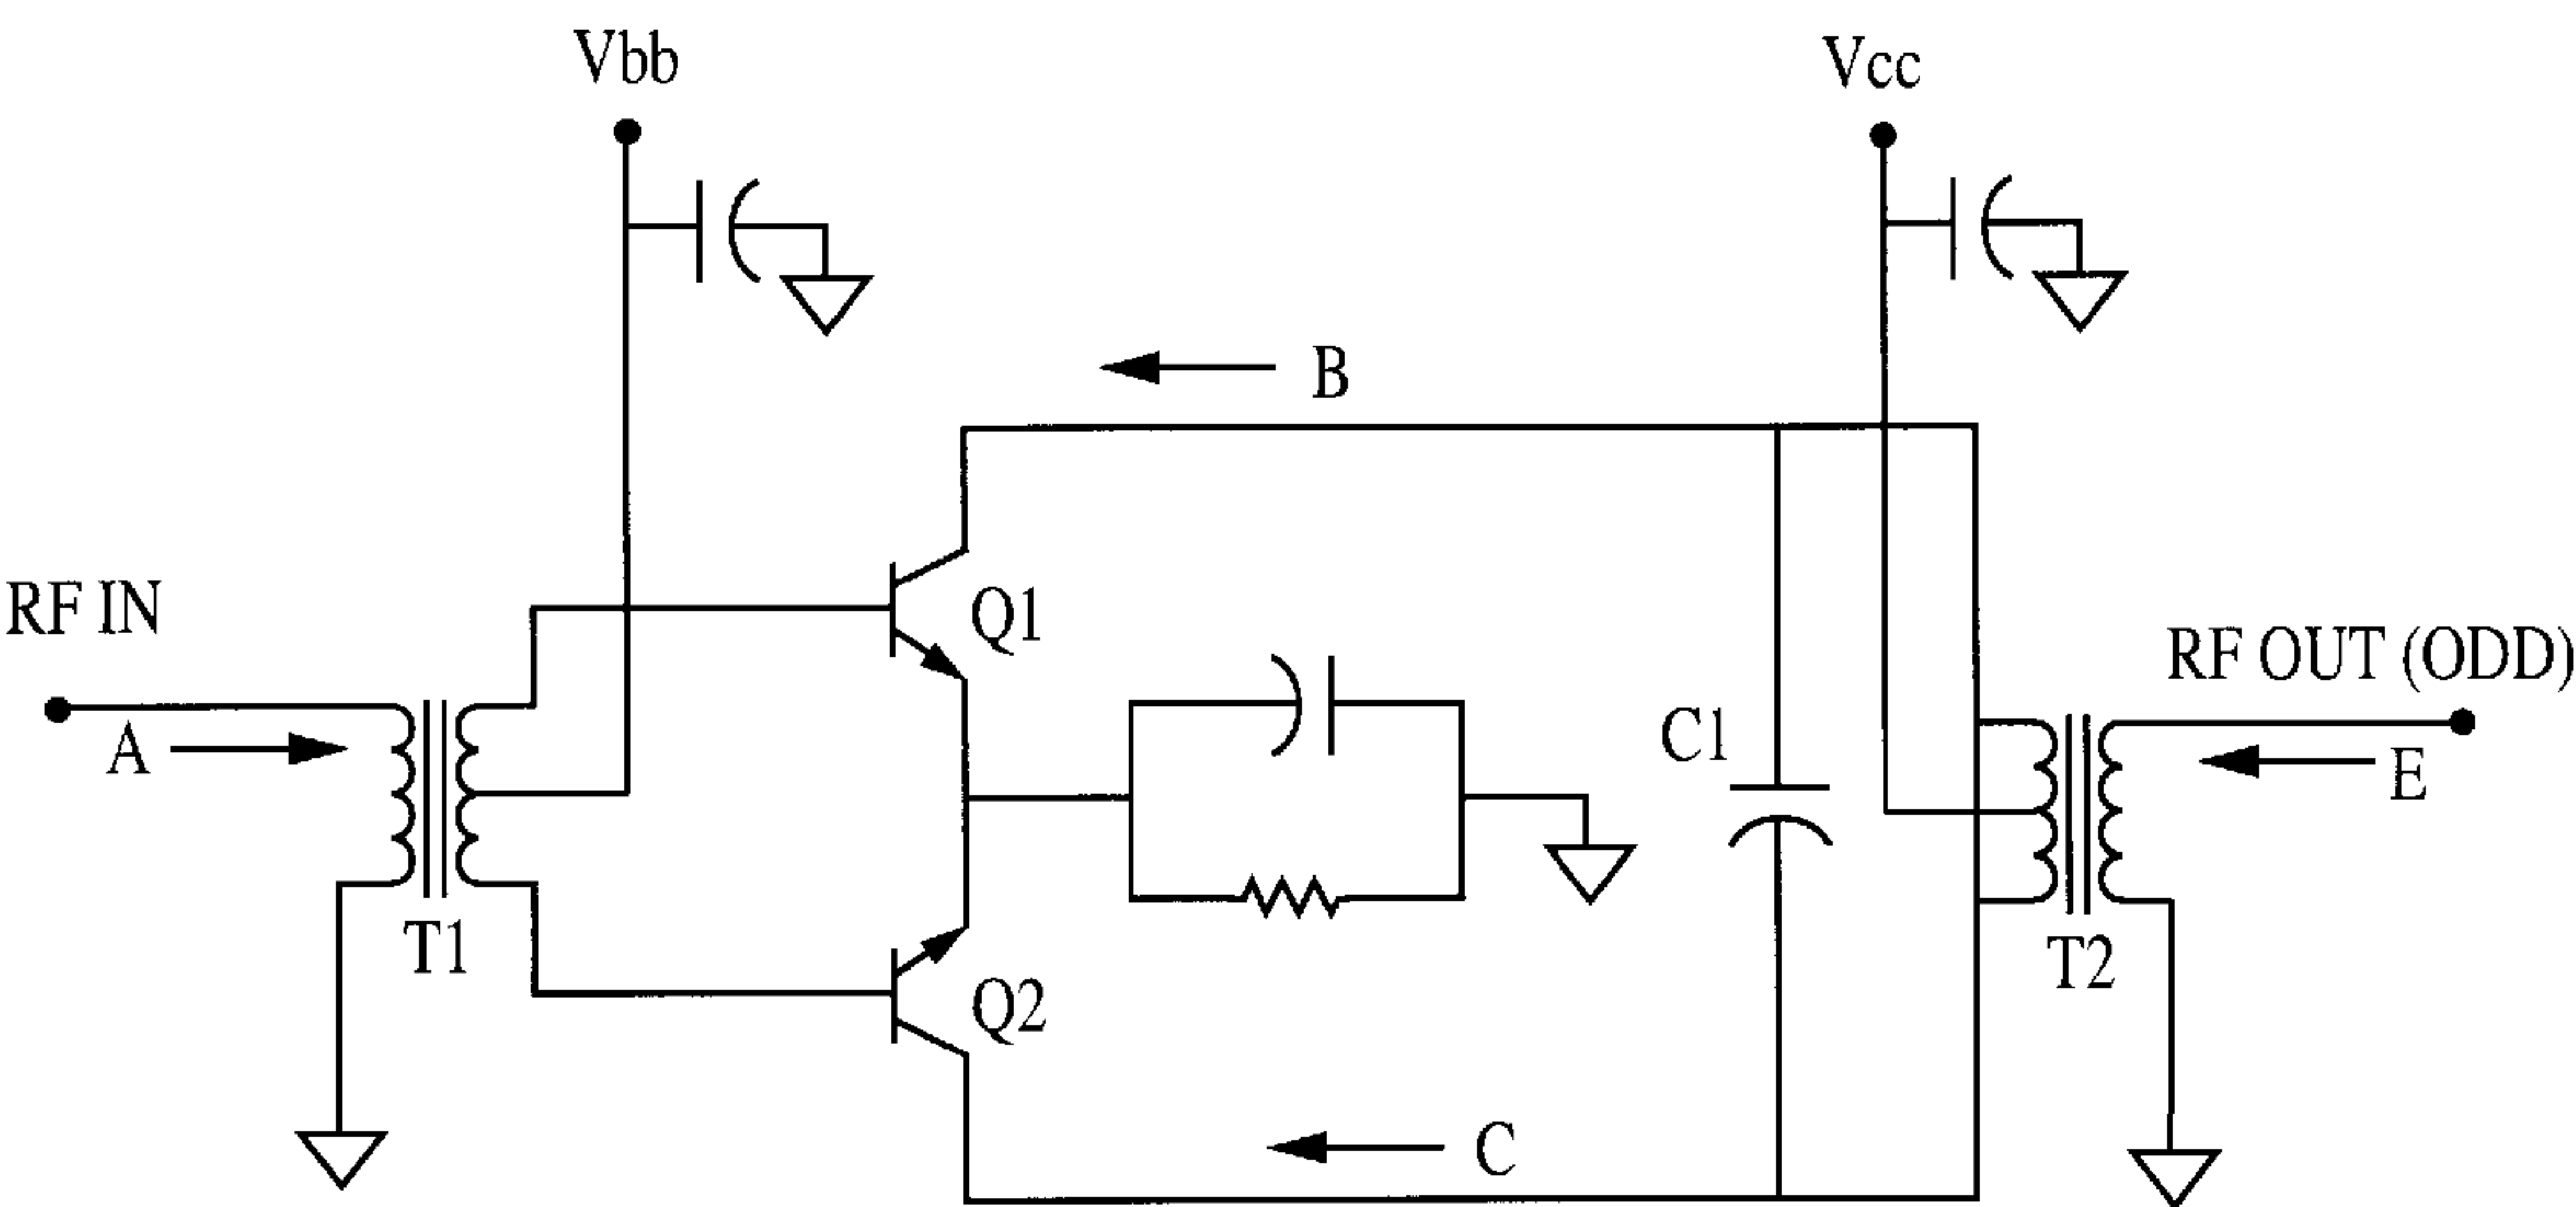 Vbb
Vcc
B
RF IN
Q1
RF OUT (ODD)
A
C1
E
T1
T2
Q2
C